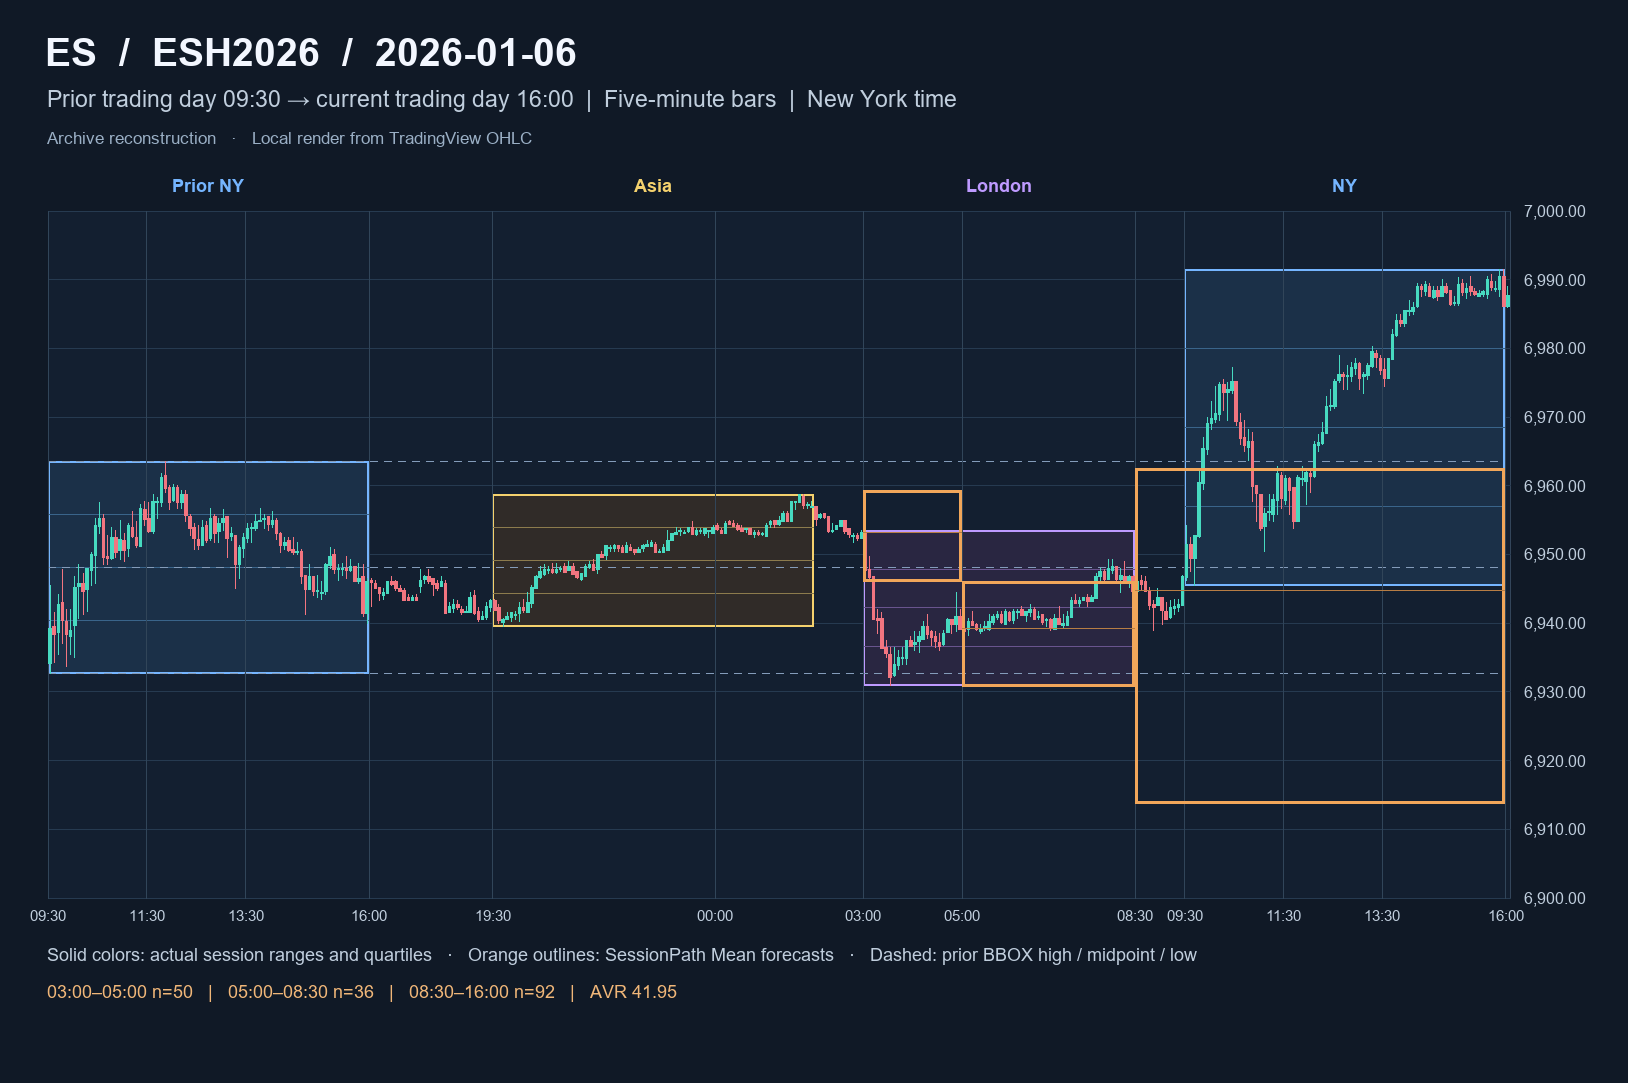 ES / ESH2026 / 2026-01-06
Prior trading day 09:30 → current trading day 16:00 | Five-minute bars | New York time
Archive reconstruction · Local render from TradingView OHLC
Prior NY Asia London NY
7,000.00
6,990.00
6,980.00
6,970.00
6,960.00
6,950.00
6,940.00
6,930.00
6,920.00
6,910.00
6,900.00
09:30 11:30 13:30 16:00 19:30 00:00 03:00 05:00 08:30 09:30 11:30 13:30 16:00
Solid colors: actual session ranges and quartiles · Orange outlines: SessionPath Mean forecasts · Dashed: prior BBOX high / midpoint / low
03:00–05:00 n=50 | 05:00–08:30 n=36 | 08:30–16:00 n=92 | AVR 41.95